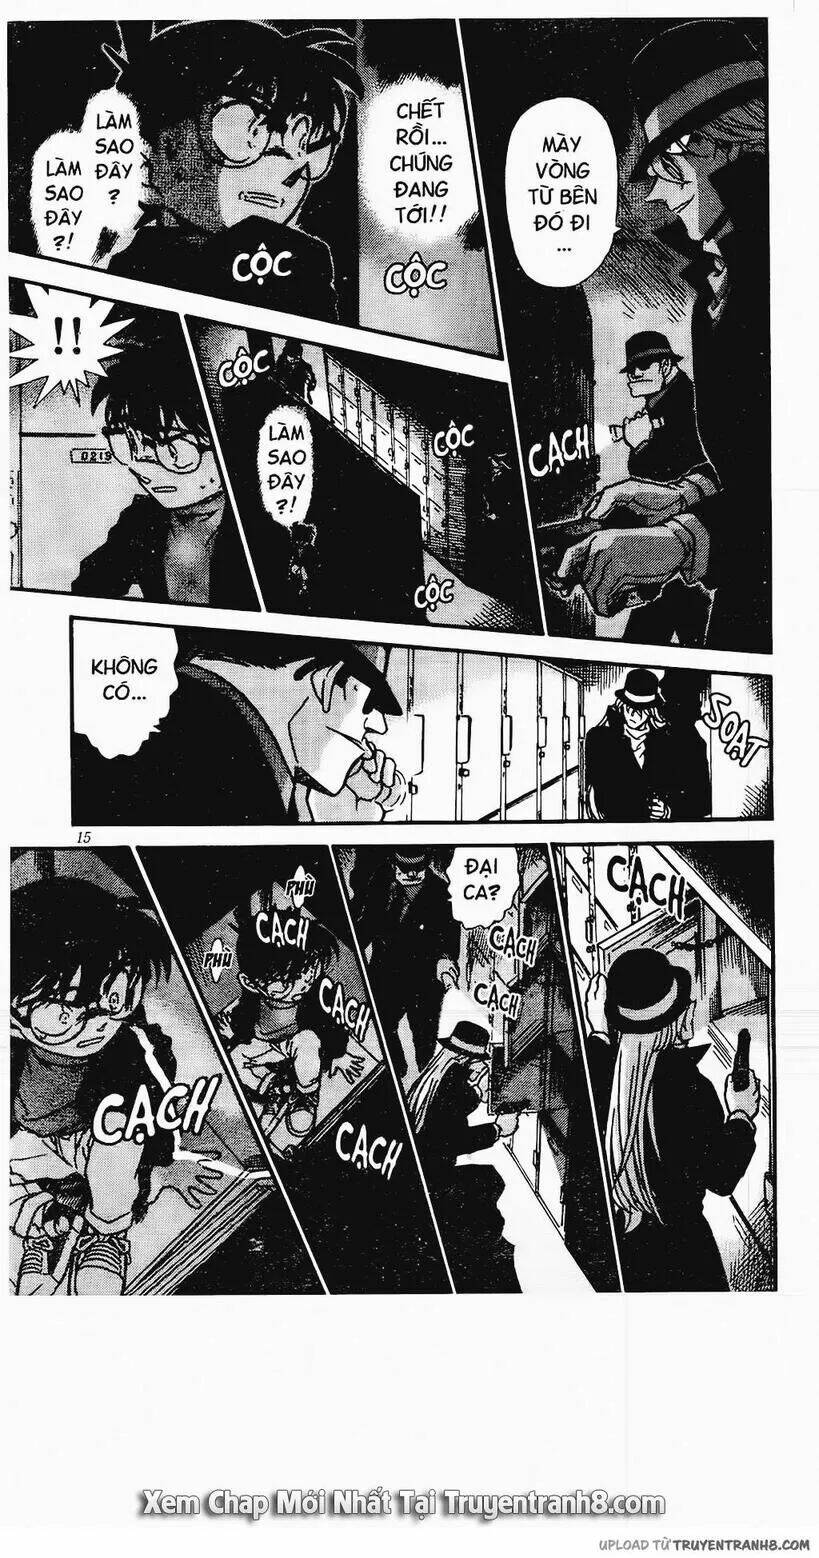 MÀY
VÒNG
TỪ BÊN
ĐÓ ĐI
...
CẠCH
CHẾT
RỒI...
CHÚNG
ĐANG
TỚI!!
LÀM
SAO
ĐÂY
?
LÀM
SAO
ĐÂY
?!
CỘC
CỘC
CỘC
CỘC
LÀM
SAO
ĐÂY
?!
CỘC
!!
0213
SOẠT
KHÔNG
CÓ...
15
CẠCH
ĐẠI
CA?
CẠCH
CẠCH
PHÙ
CẠCH
PHÙ
CẠCH
CẠCH
CẠCH
Xem Chap Mới Nhất Tại Truyentranh8.com
UPLOAD TỪ TRUYENTRANH8.COM